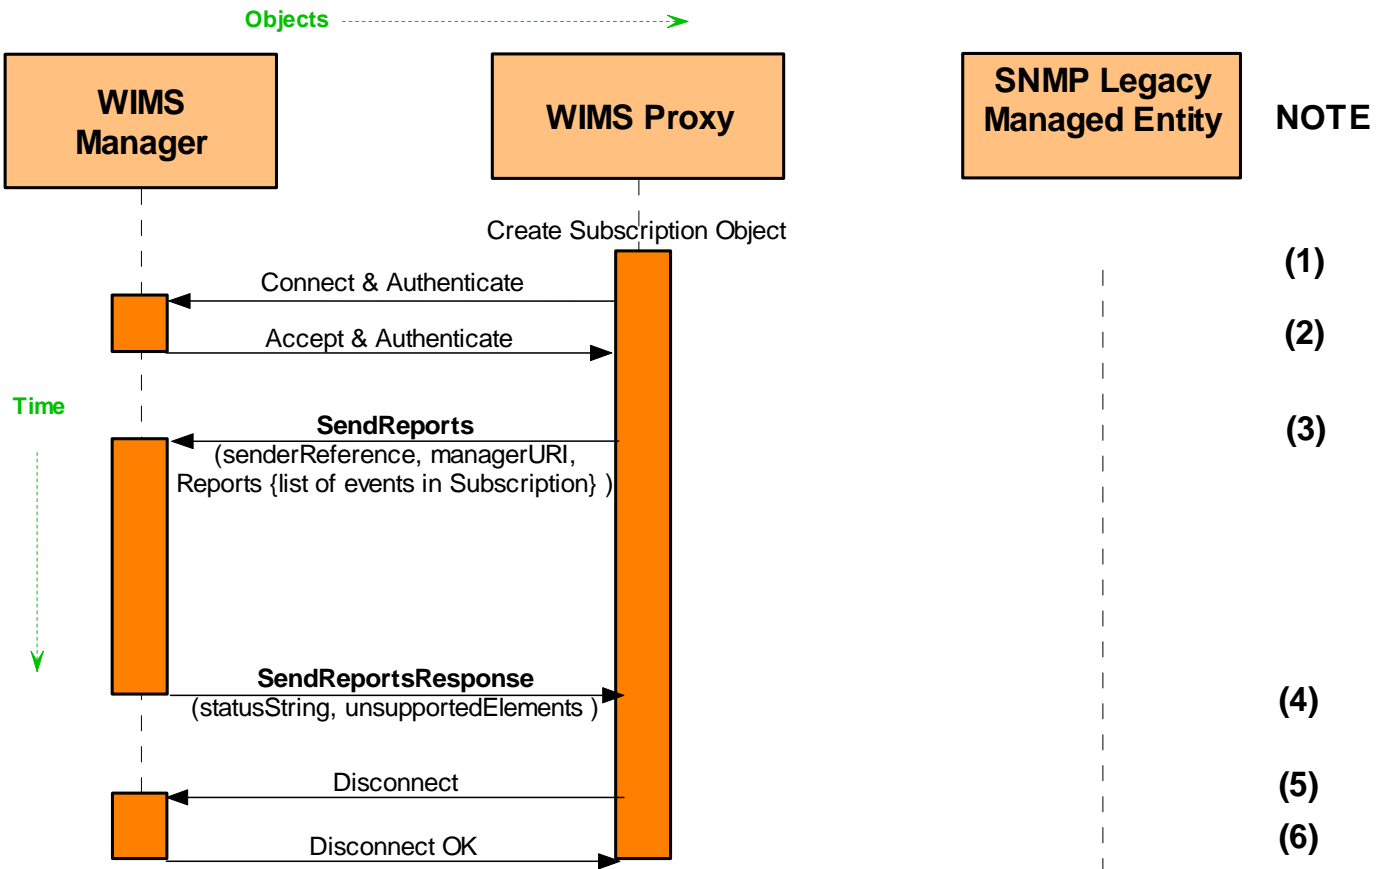 Objects
WIMS
Manager
WIMS Proxy
SNMP Legacy
Managed Entity
NOTE
Create Subscription Object
(1)
Connect & Authenticate
(2)
Accept & Authenticate
Time
(3)
SendReports
(senderReference, managerURI,
Reports {list of events in Subscription} )
SendReportsResponse
(statusString, unsupportedElements )
(4)
Disconnect
(5)
Disconnect OK
(6)